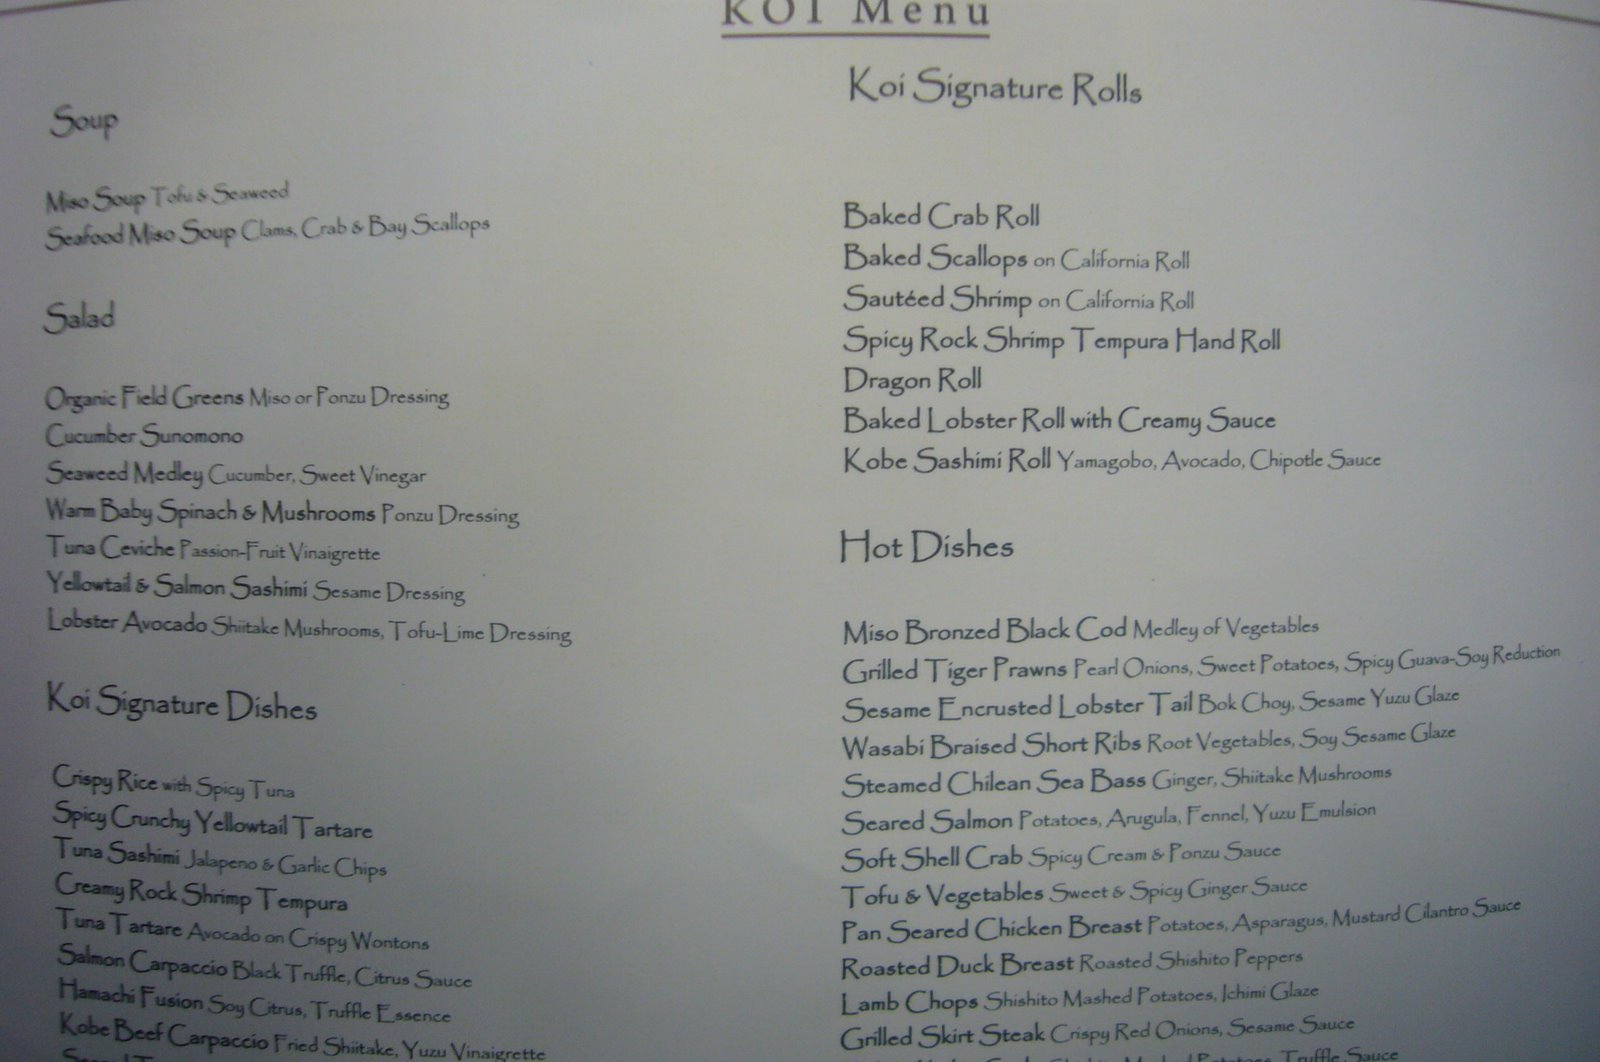 KOI Menu
Soup
Miso Soup Tofu & Seaweed
Seafood Miso Soup Clams, Crab & Bay Scallops
Salad
Organic Field Greens Miso or Ponzu Dressing
Cucumber Sunomono
Seaweed Medley Cucumber, Sweet Vinegar
Warm Baby Spinach & Mushrooms Ponzu Dressing
Tuna Ceviche Passion-Fruit Vinaigrette
Yellowtail & Salmon Sashimi Sesame Dressing
Lobster Avocado Shiitake Mushrooms, Tofu-Lime Dressing
Koi Signature Dishes
Crispy Rice with Spicy Tuna
Spicy Crunchy Yellowtail Tartare
Tuna Sashimi Jalapeno & Garlic Chips
Creamy Rock Shrimp Tempura
Tuna Tartare Avocado on Crispy Wontons
Salmon Carpaccio Black Truffle, Citrus Sauce
Hamachi Fusion Soy Citrus, Truffle Essence
Kobe Beef Carpaccio Fried Shiitake, Yuzu Vinaigrette
Koi Signature Rolls
Baked Crab Roll
Baked Scallops on California Roll
Sautéed Shrimp on California Roll
Spicy Rock Shrimp Tempura Hand Roll
Dragon Roll
Baked Lobster Roll with Creamy Sauce
Kobe Sashimi Roll Yamagobo, Avocado, Chipotle Sauce
Hot Dishes
Miso Bronzed Black Cod Medley of Vegetables
Grilled Tiger Prawns Pearl Onions, Sweet Potatoes, Spicy Guava-Soy Reduction
Sesame Encrusted Lobster Tail Bok Choy, Sesame Yuzu Glaze
Wasabi Braised Short Ribs Root Vegetables, Soy Sesame Glaze
Steamed Chilean Sea Bass Ginger, Shiitake Mushrooms
Seared Salmon Potatoes, Arugula, Fennel, Yuzu Emulsion
Soft Shell Crab Spicy Cream & Ponzu Sauce
Tofu & Vegetables Sweet & Spicy Ginger Sauce
Pan Seared Chicken Breast Potatoes, Asparagus, Mustard Cilantro Sauce
Roasted Duck Breast Roasted Shishito Peppers
Lamb Chops Shishito Mashed Potatoes, Ichimi Glaze
Grilled Skirt Steak Crispy Red Onions, Sesame Sauce
Potatoes, Truffle Sauce